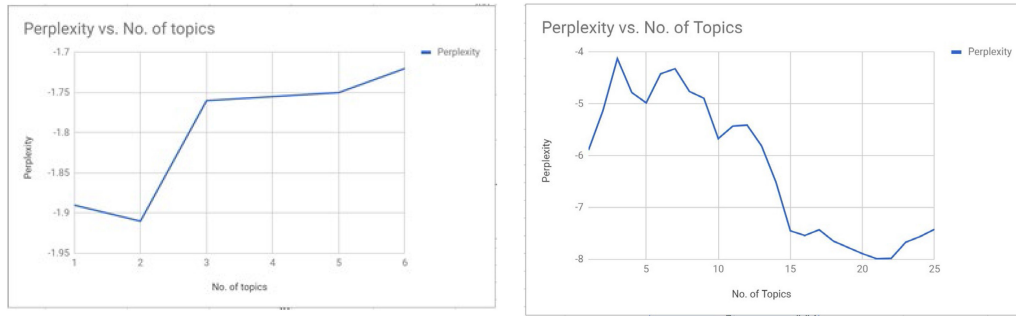 Perplexity vs. No. of topics
Perplexity
-1.7
-1.75
-1.8
-1.85
-1.9
-1.95
Perplexity
1 2 3 4 5 6
No. of topics
Perplexity vs. No. of Topics
Perplexity
-4
-5
-6
-7
-8
Perplexity
5 10 15 20 25
No. of Topics